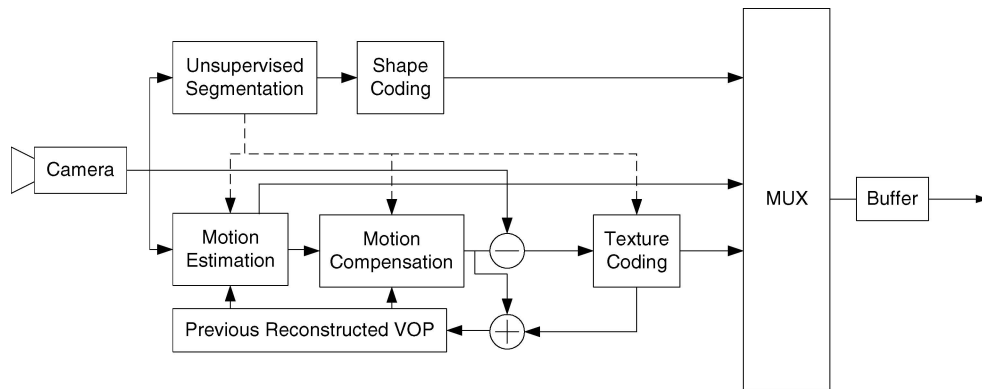 Unsupervised
Segmentation
Shape
Coding
Camera
MUX
Buffer
Motion
Estimation
Motion
Compensation
Texture
Coding
Previous Reconstructed VOP